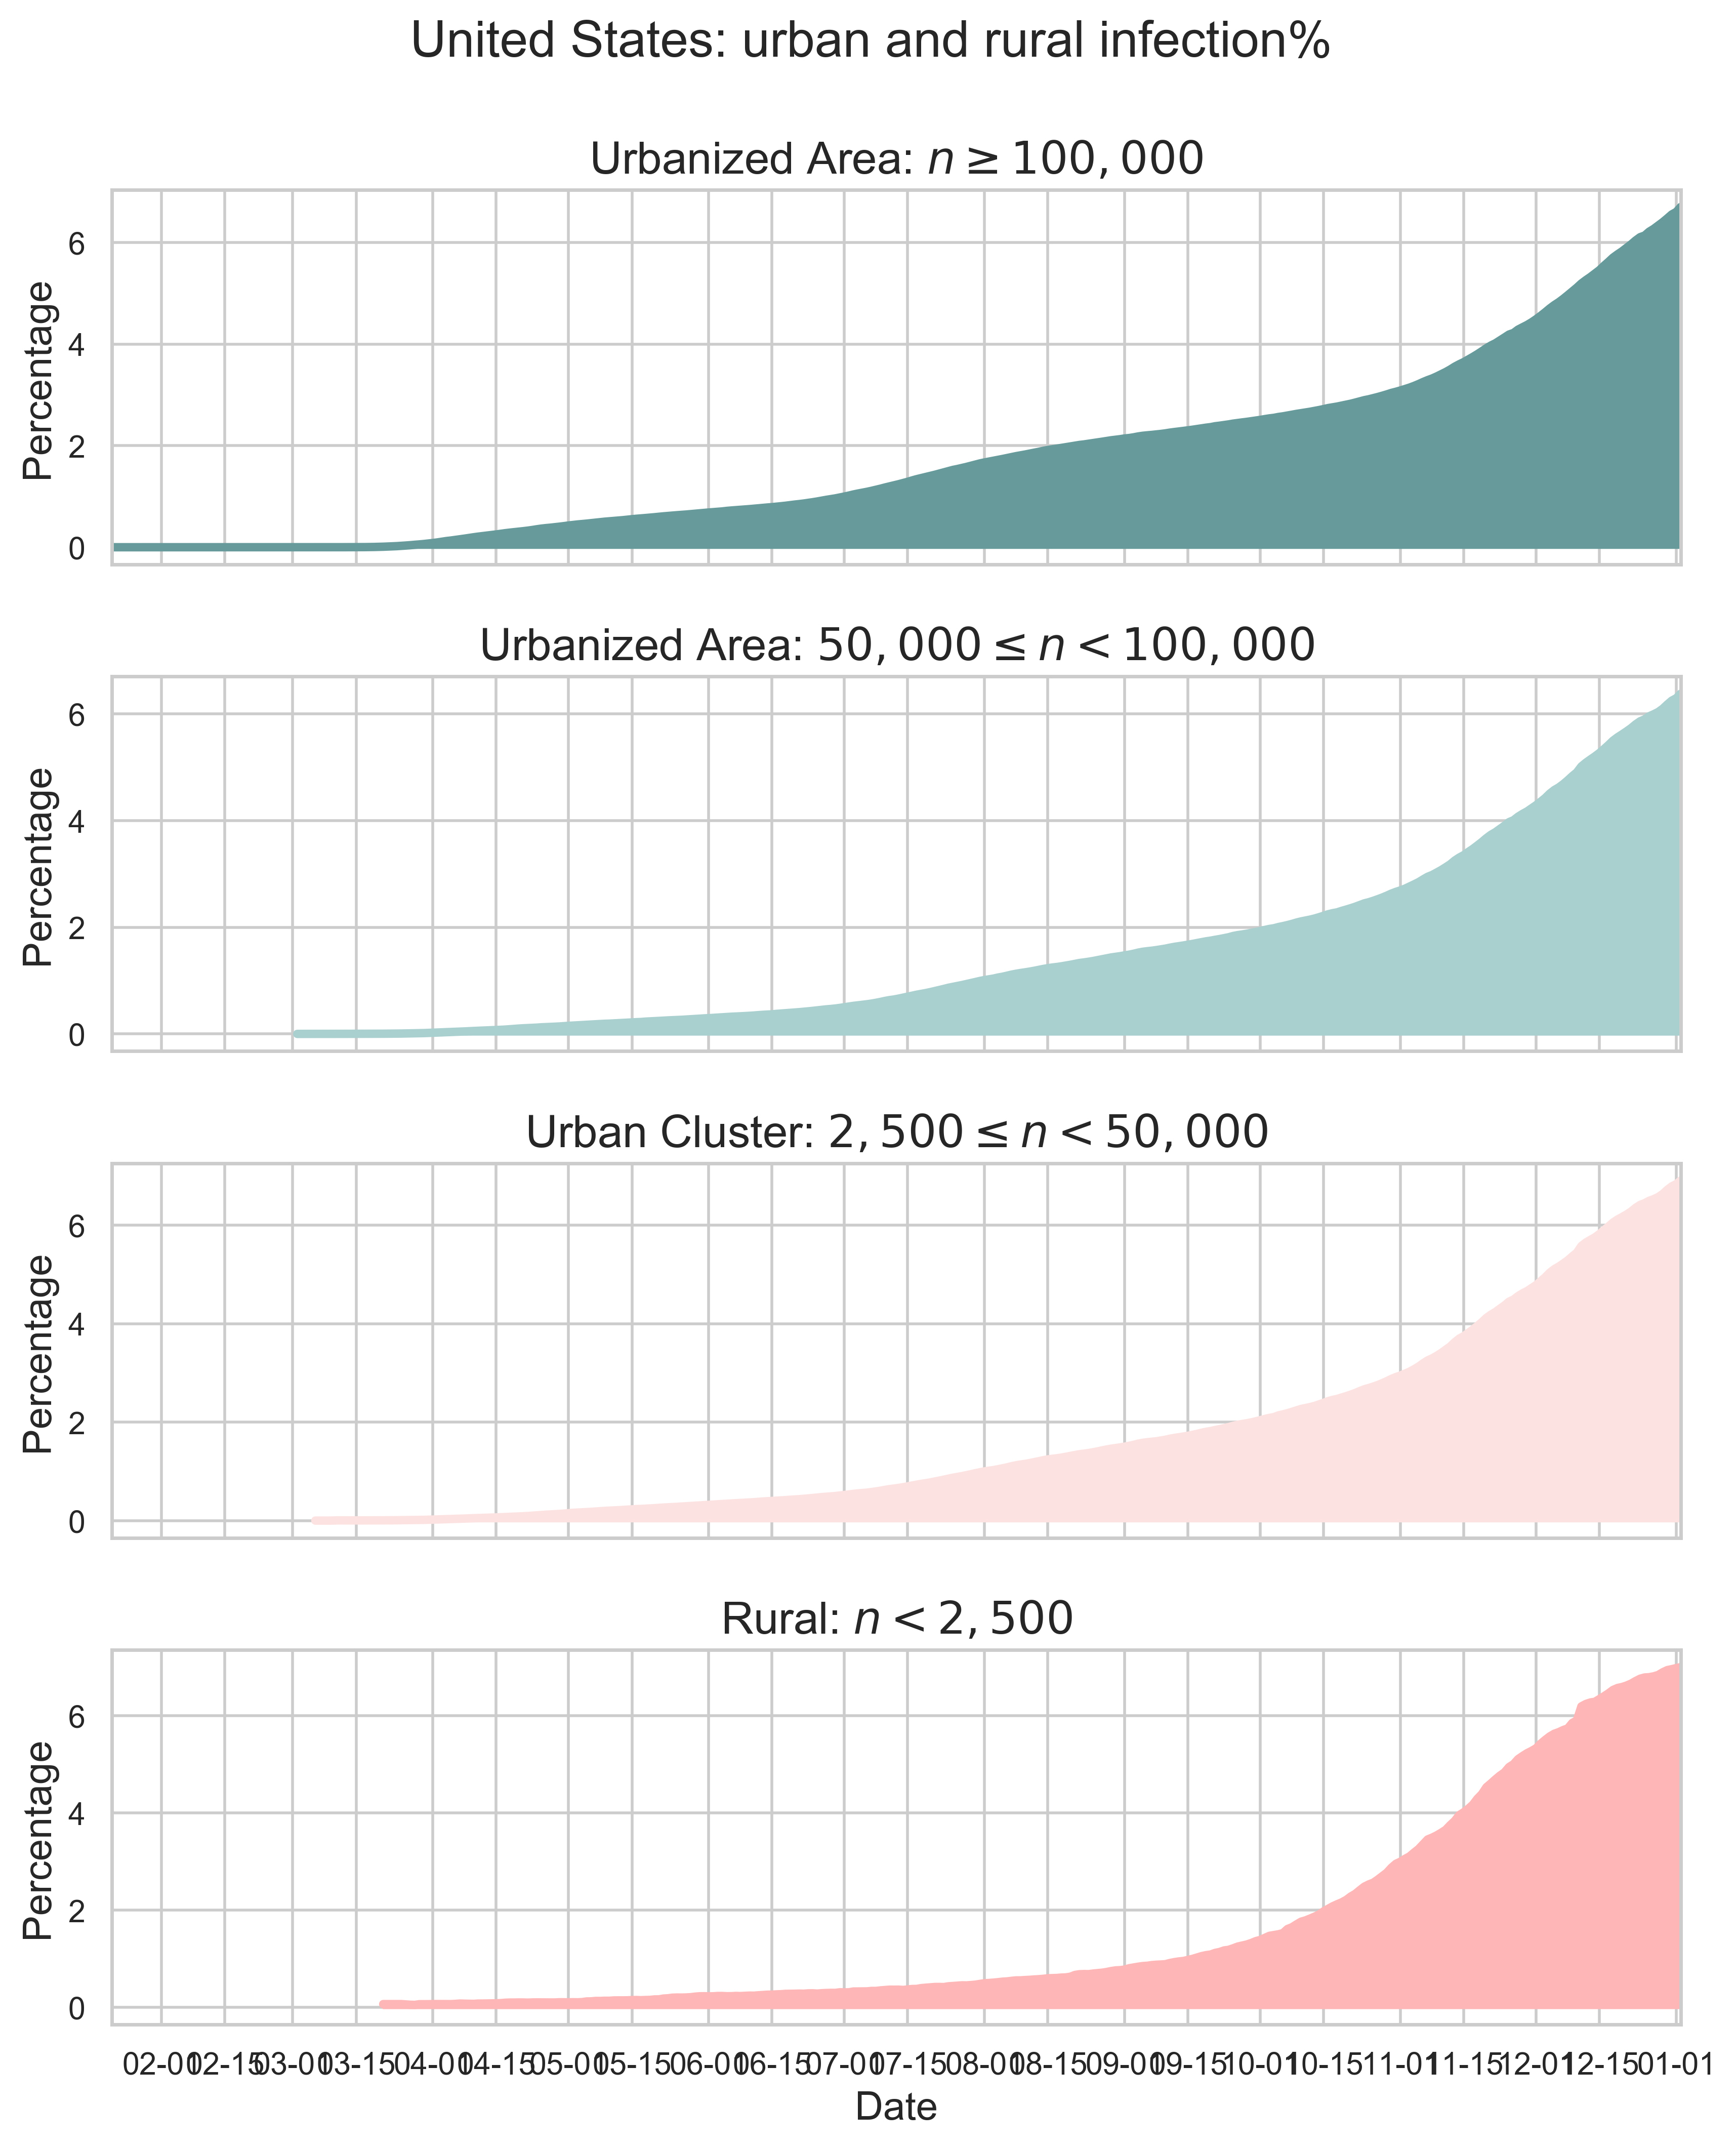 United States: urban and rural infection%
Urbanized Area: n ≥ 100, 000
Percentage
6
4
2
0
Urbanized Area: 50, 000 ≤ n < 100, 000
Percentage
6
4
2
0
Urban Cluster: 2, 500 ≤ n < 50, 000
Percentage
6
4
2
0
Rural: n < 2, 500
Percentage
6
4
2
0
02-01 02-15 03-01 03-15 04-01 04-15 05-01 05-15 06-01 06-15 07-01 07-15 08-01 08-15 09-01 09-15 10-01 10-15 11-01 11-15 12-01 12-15 01-01
Date